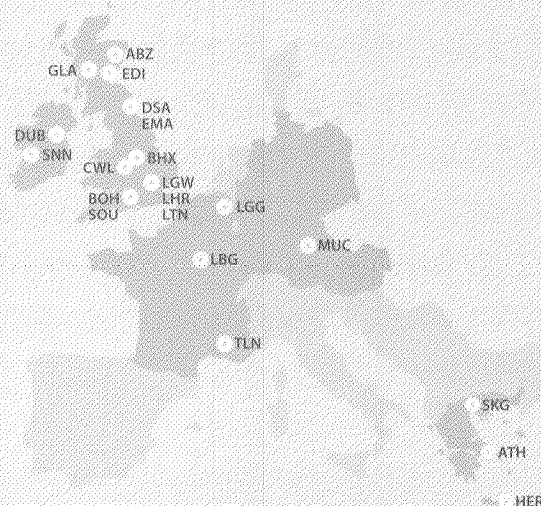 ABZ
GLA
EDI
DSA
EMA
DUB
SNN
BHX
CWL
LGW
BOH
LHR
SOU
LTN
LGG
MUC
LBG
TLN
SKG
ATH
HER